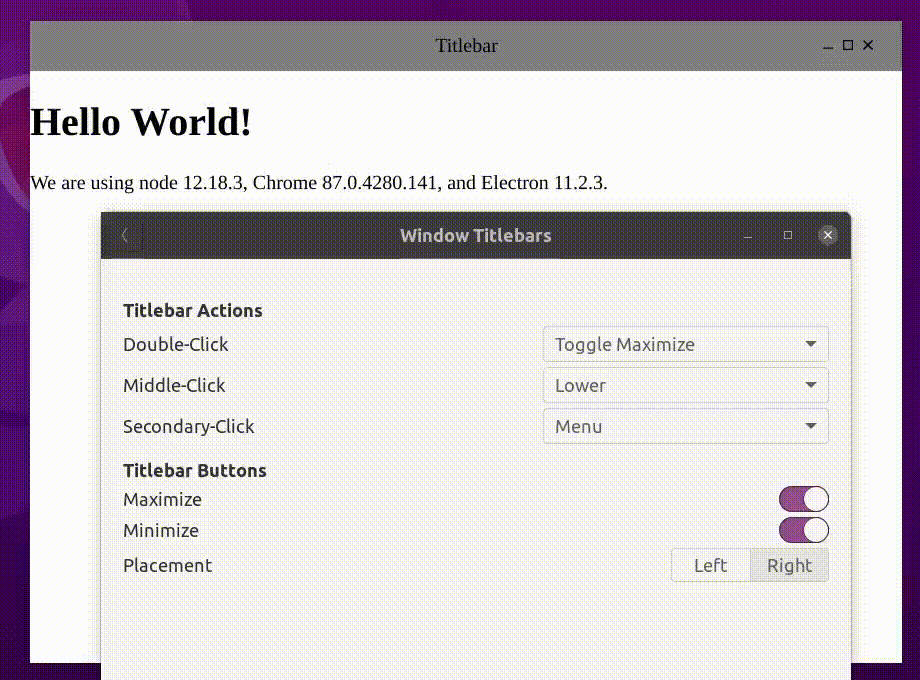 Titlebar
Hello World!
We are using node 12.18.3, Chrome 87.0.4280.141, and Electron 11.2.3.
Window Titlebars
Titlebar Actions
Double-Click Toggle Maximize
Middle-Click Lower
Secondary-Click Menu
Titlebar Buttons
Maximize
Minimize
Placement Left Right